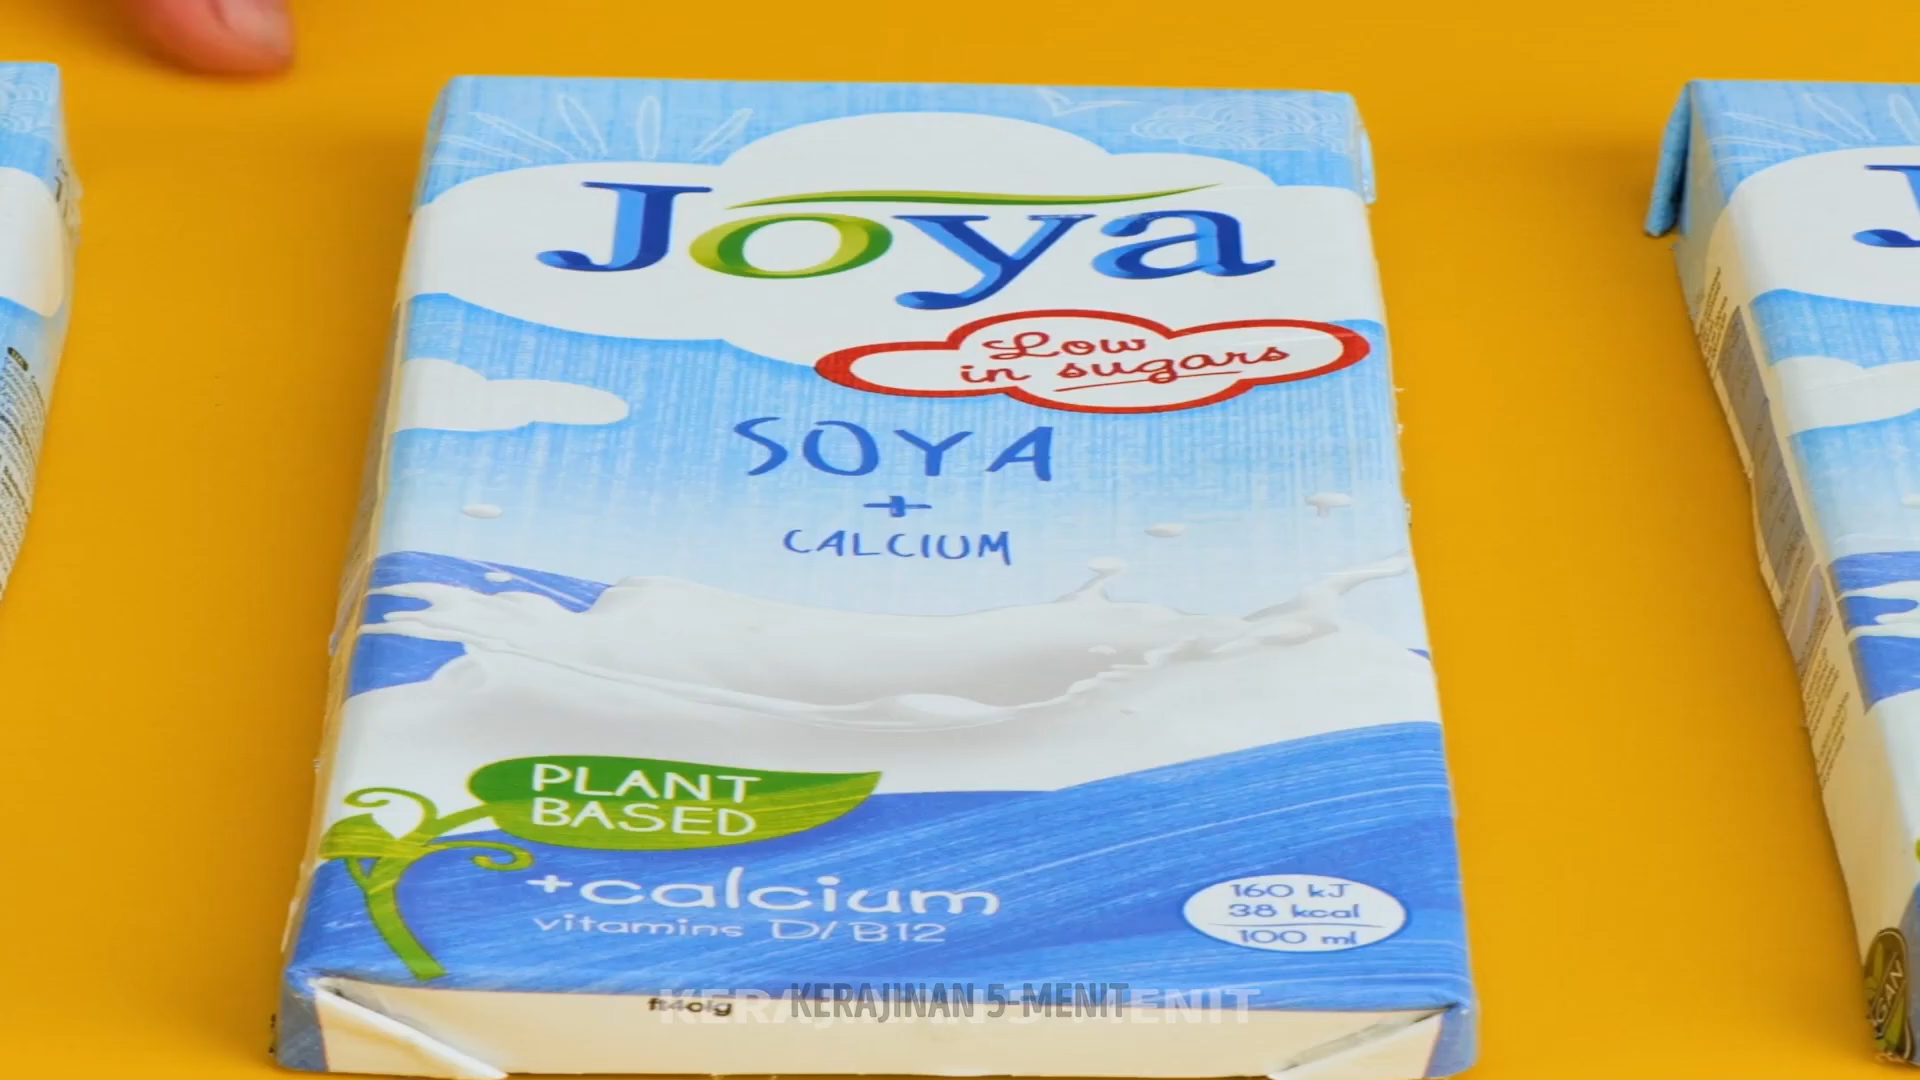 Joya
Low
in sugars
SOYA
+
CALCIUM
PLANT
BASED
+calcium
vitamins D/B12
160 kJ
38 kcal
100 ml
KERAJINAN 5-MENIT